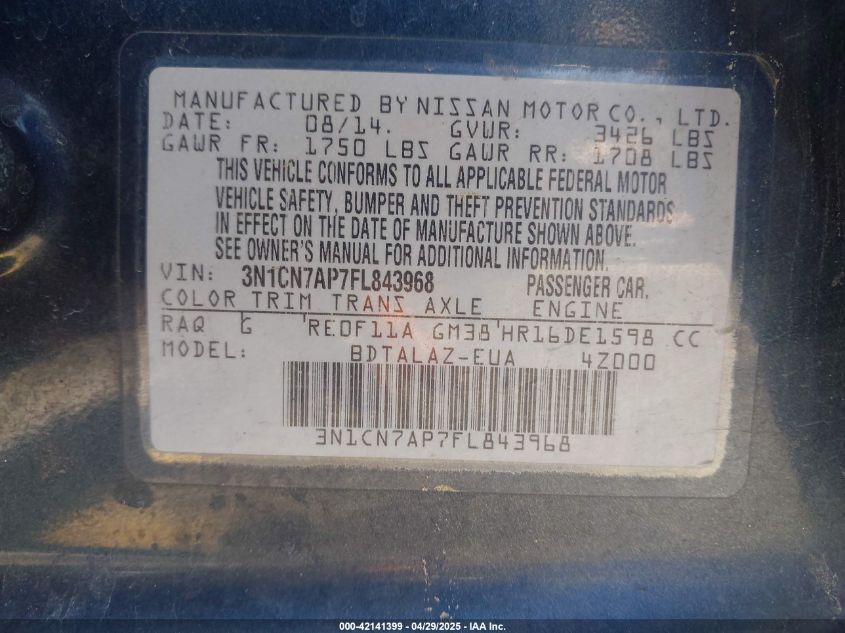 MANUFACTURED BY NISSAN MOTOR CO., LTD.
DATE: 08/14. GVWR: 3426 LBS
GAWR FR: 1750 LBS GAWR RR: 1708 LBS
THIS VEHICLE CONFORMS TO ALL APPLICABLE FEDERAL MOTOR
VEHICLE SAFETY, BUMPER AND THEFT PREVENTION STANDARDS
IN EFFECT ON THE DATE OF MANUFACTURE SHOWN ABOVE.
SEE OWNER'S MANUAL FOR ADDITIONAL INFORMATION.
VIN: 3N1CN7AP7FL843968 PASSENGER CAR.
COLOR TRIM TRANS AXLE ENGINE
RAQ G RE0F11A GM38 HR16DE1598 CC
MODEL: BDTALAZ-EUA 4Z000
3N1CN7AP7FL843968
000-42141399 - 04/29/2025 - IAA Inc.